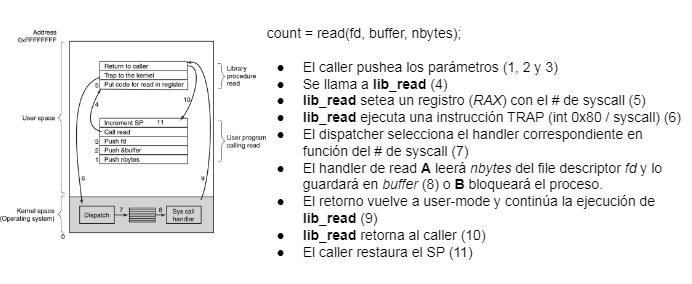 Address
0xFFFFFFFF
Return to caller
Trap to the kernel
5 Put code for read in register
Library
procedure
read
4
10
User space
Increment SP 11
Call read
3 Push fd
2 Push &buffer
1 Push nbytes
User program
calling read
6
9
Kernel space
(Operating system)
Dispatch
7
8
Sys call
handler
0
count = read(fd, buffer, nbytes);
● El caller pushea los parámetros (1, 2 y 3)
● Se llama a lib_read (4)
● lib_read setea un registro (RAX) con el # de syscall (5)
● lib_read ejecuta una instrucción TRAP (int 0x80 / syscall) (6)
● El dispatcher selecciona el handler correspondiente en
función del # de syscall (7)
● El handler de read A leerá nbytes del file descriptor fd y lo
guardará en buffer (8) o B bloqueará el proceso.
● El retorno vuelve a user-mode y continúa la ejecución de
lib_read (9)
● lib_read retorna al caller (10)
● El caller restaura el SP (11)